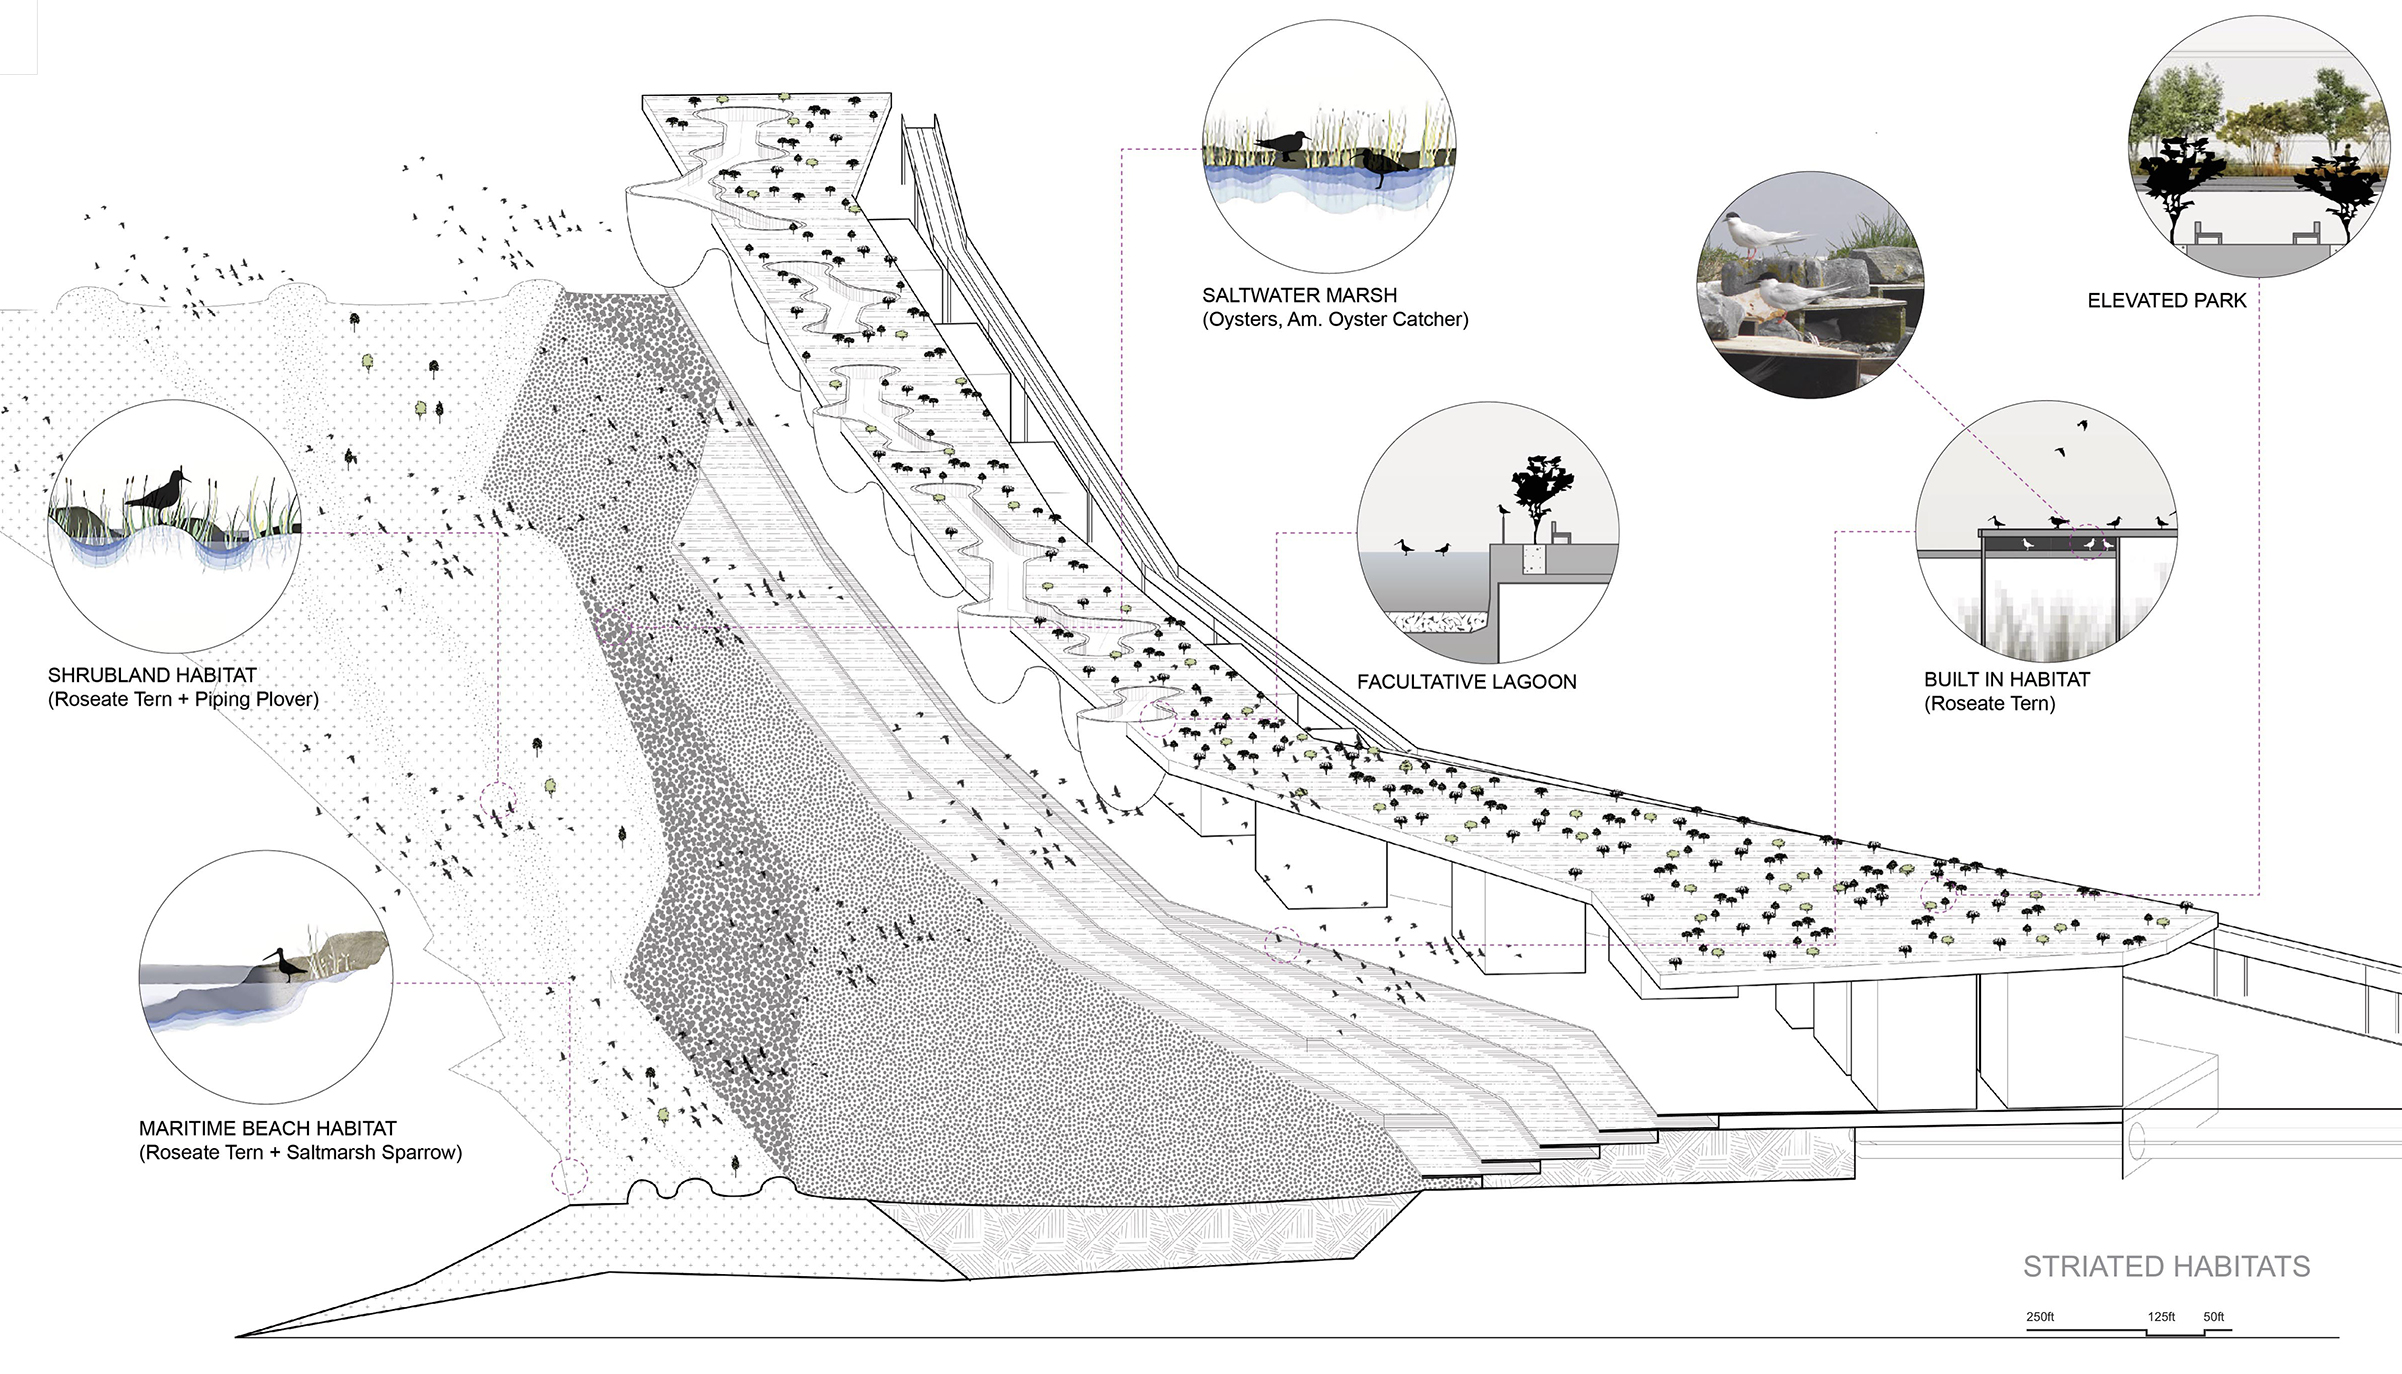 SALTWATER MARSH
(Oysters, Am. Oyster Catcher)
ELEVATED PARK
SHRUBLAND HABITAT
(Roseate Tern + Piping Plover)
FACULTATIVE LAGOON
BUILT IN HABITAT
(Roseate Tern)
MARITIME BEACH HABITAT
(Roseate Tern + Saltmarsh Sparrow)
STRIATED HABITATS
250ft 125ft 50ft